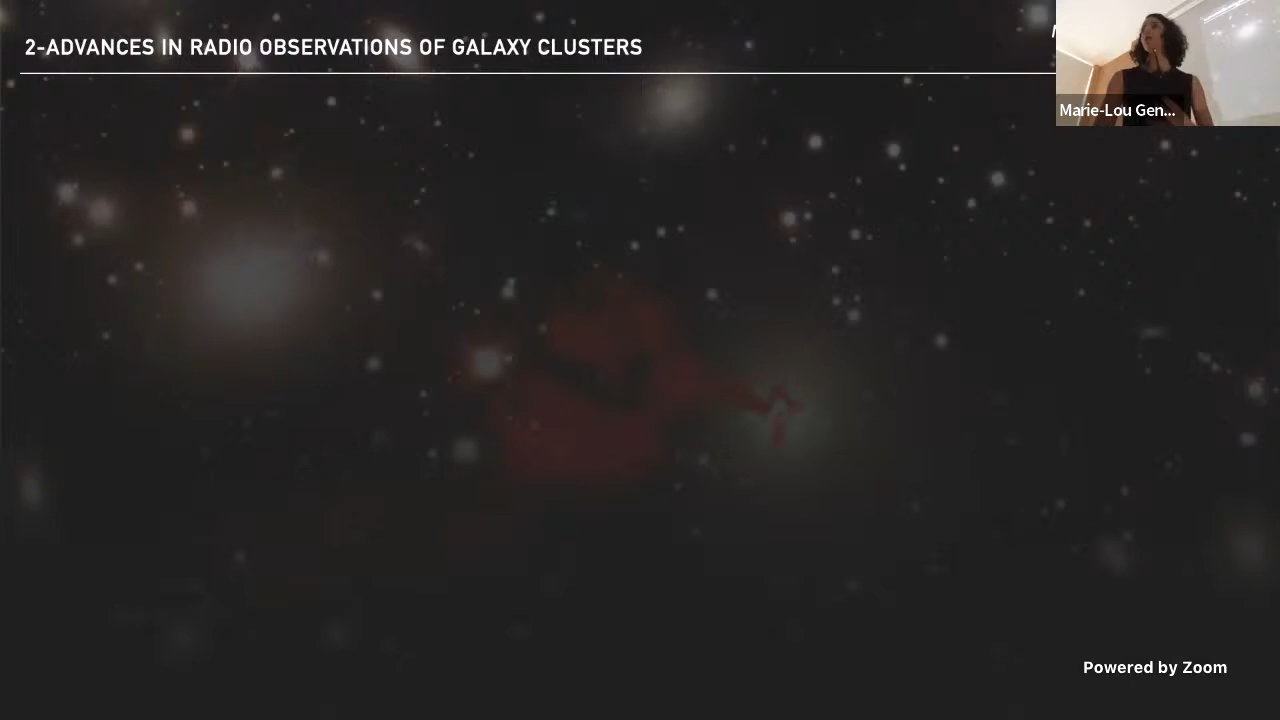 2-ADVANCES IN RADIO OBSERVATIONS OF GALAXY CLUSTERS
Marie-Lou Gen...
Powered by Zoom